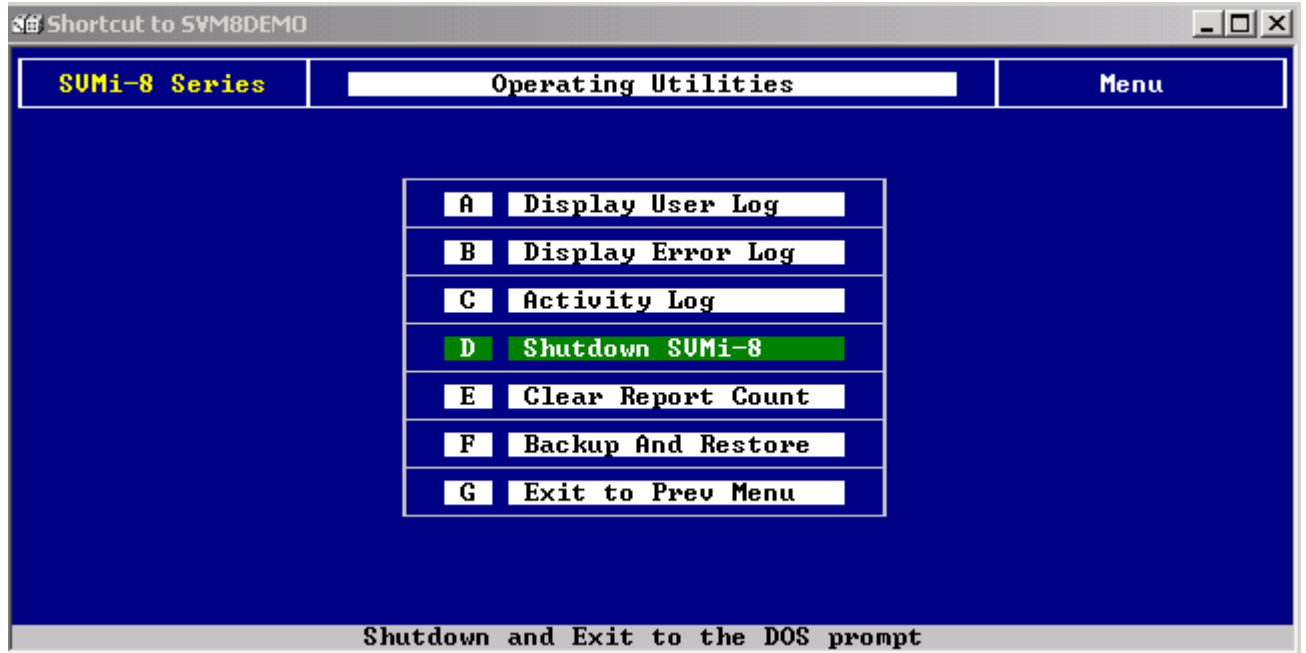 Shortcut to SVM8DEMO
SVMi-8 Series Operating Utilities Menu
A Display User Log
B Display Error Log
C Activity Log
D Shutdown SVMi-8
E Clear Report Count
F Backup And Restore
G Exit to Prev Menu
Shutdown and Exit to the DOS prompt